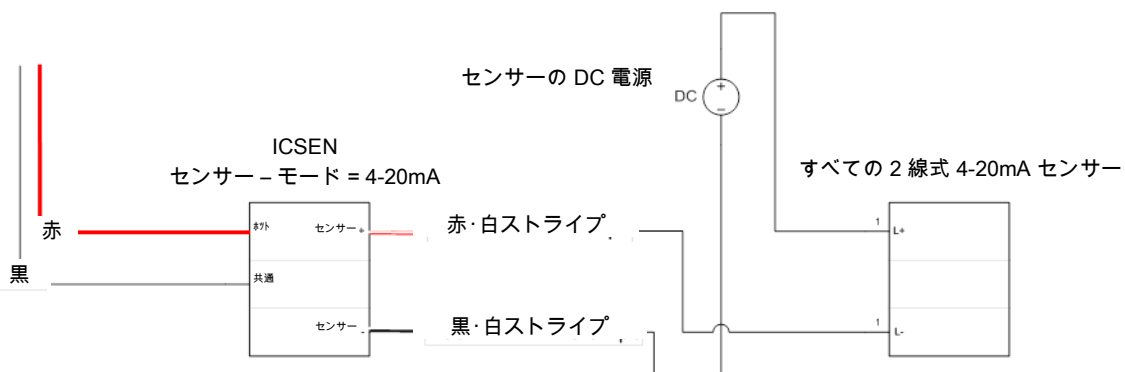 センサーの DC 電源
DC
+
–
ICSEN
センサー – モード = 4-20mA
すべての 2 線式 4-20mA センサー
赤
ホット
センサー +
赤·白ストライプ
1
L+
黒
共通
センサー -
黒·白ストライプ
1
L-